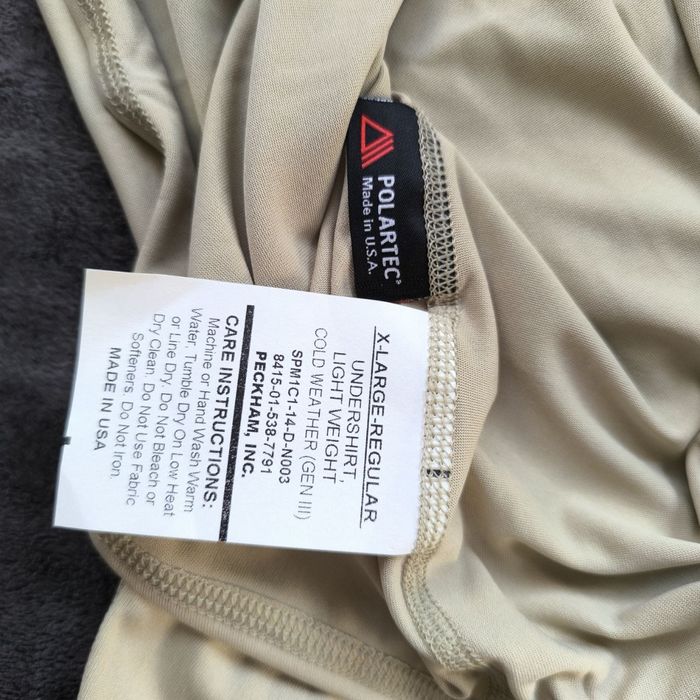 POLARTEC®
Made in U.S.A.
X-LARGE-REGULAR
UNDERSHIRT,
LIGHT WEIGHT
COLD WEATHER (GEN III)
SPM1C1-14-D-N003
8415-01-538-7791
PECKHAM, INC.
CARE INSTRUCTIONS:
Machine or Hand Wash Warm
Water, Tumble Dry On Low Heat
or Line Dry. Do Not Bleach or
Dry Clean. Do Not Use Fabric
Softeners. Do Not Iron
MADE IN USA